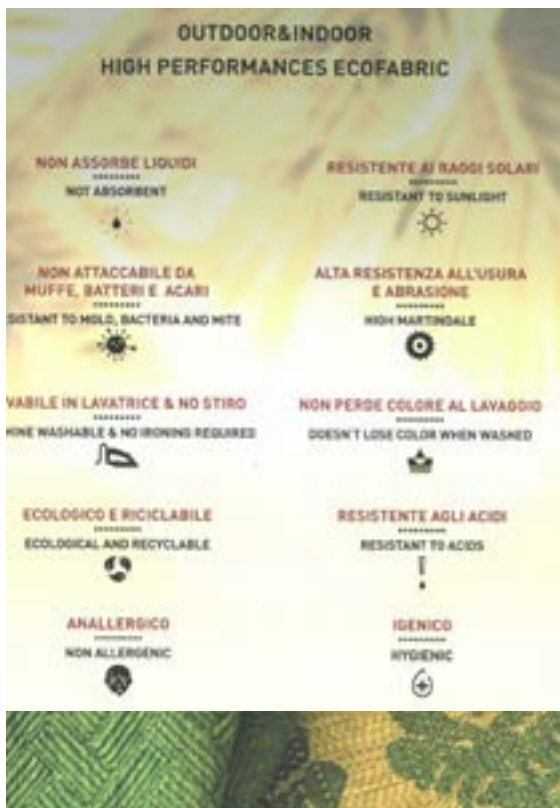 OUTDOOR&INDOOR
HIGH PERFORMANCES ECOFABRIC
NON ASSORBE LIQUIDI
NOT ABSORBENT
RESISTENTE AI RAGGI SOLARI
RESISTANT TO SUNLIGHT
NON ATTACCABILE DA
MUFFE, BATTERI E ACARI
SISTANT TO MOLD, BACTERIA AND MITE
ALTA RESISTENZA ALL'USURA
E ABRASIONE
HIGH MARTINDALE
VABILE IN LAVATRICE & NO STIRO
HINE WASHABLE & NO IRONING REQUIRED
NON PERDE COLORE AL LAVAGGIO
DOESN'T LOSE COLOR WHEN WASHED
ECOLOGICO E RICICLABILE
ECOLOGICAL AND RECYCLABLE
RESISTENTE AGLI ACIDI
RESISTANT TO ACIDS
ANALLERGICO
NON ALLERGENIC
IGENICO
HYGIENIC